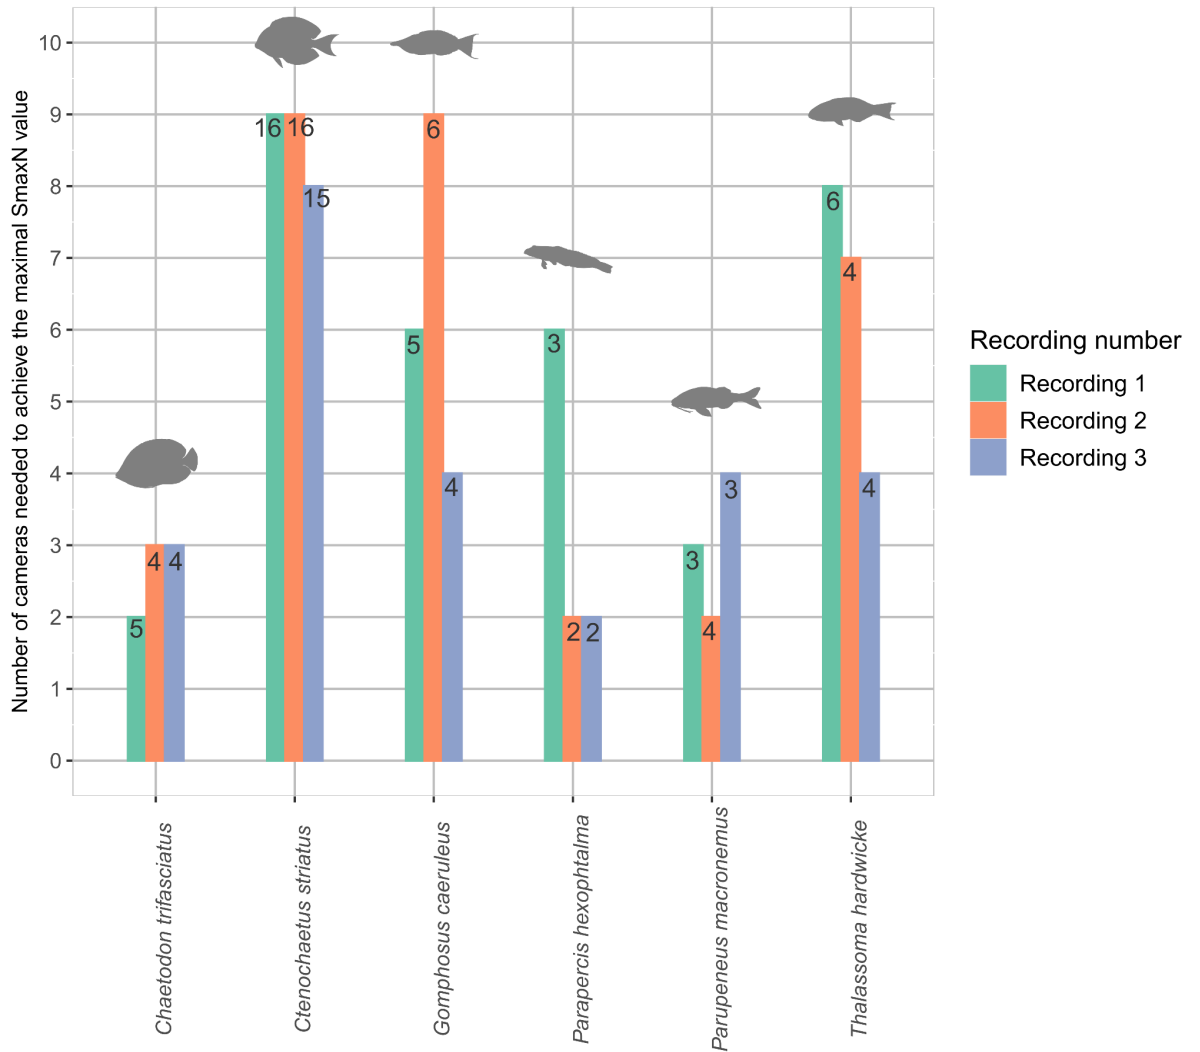 Number of cameras needed to achieve the maximal SmaxN value
10
9
8
7
6
5
4
3
2
1
0
5
4
4
16
16
15
5
6
4
3
2
2
3
4
3
6
4
4
Chaetodon trifasciatus
Ctenochaetus striatus
Gomphosus caeruleus
Parapercis hexophtalma
Parupeneus macronemus
Thalassoma hardwicke
Recording number
Recording 1
Recording 2
Recording 3